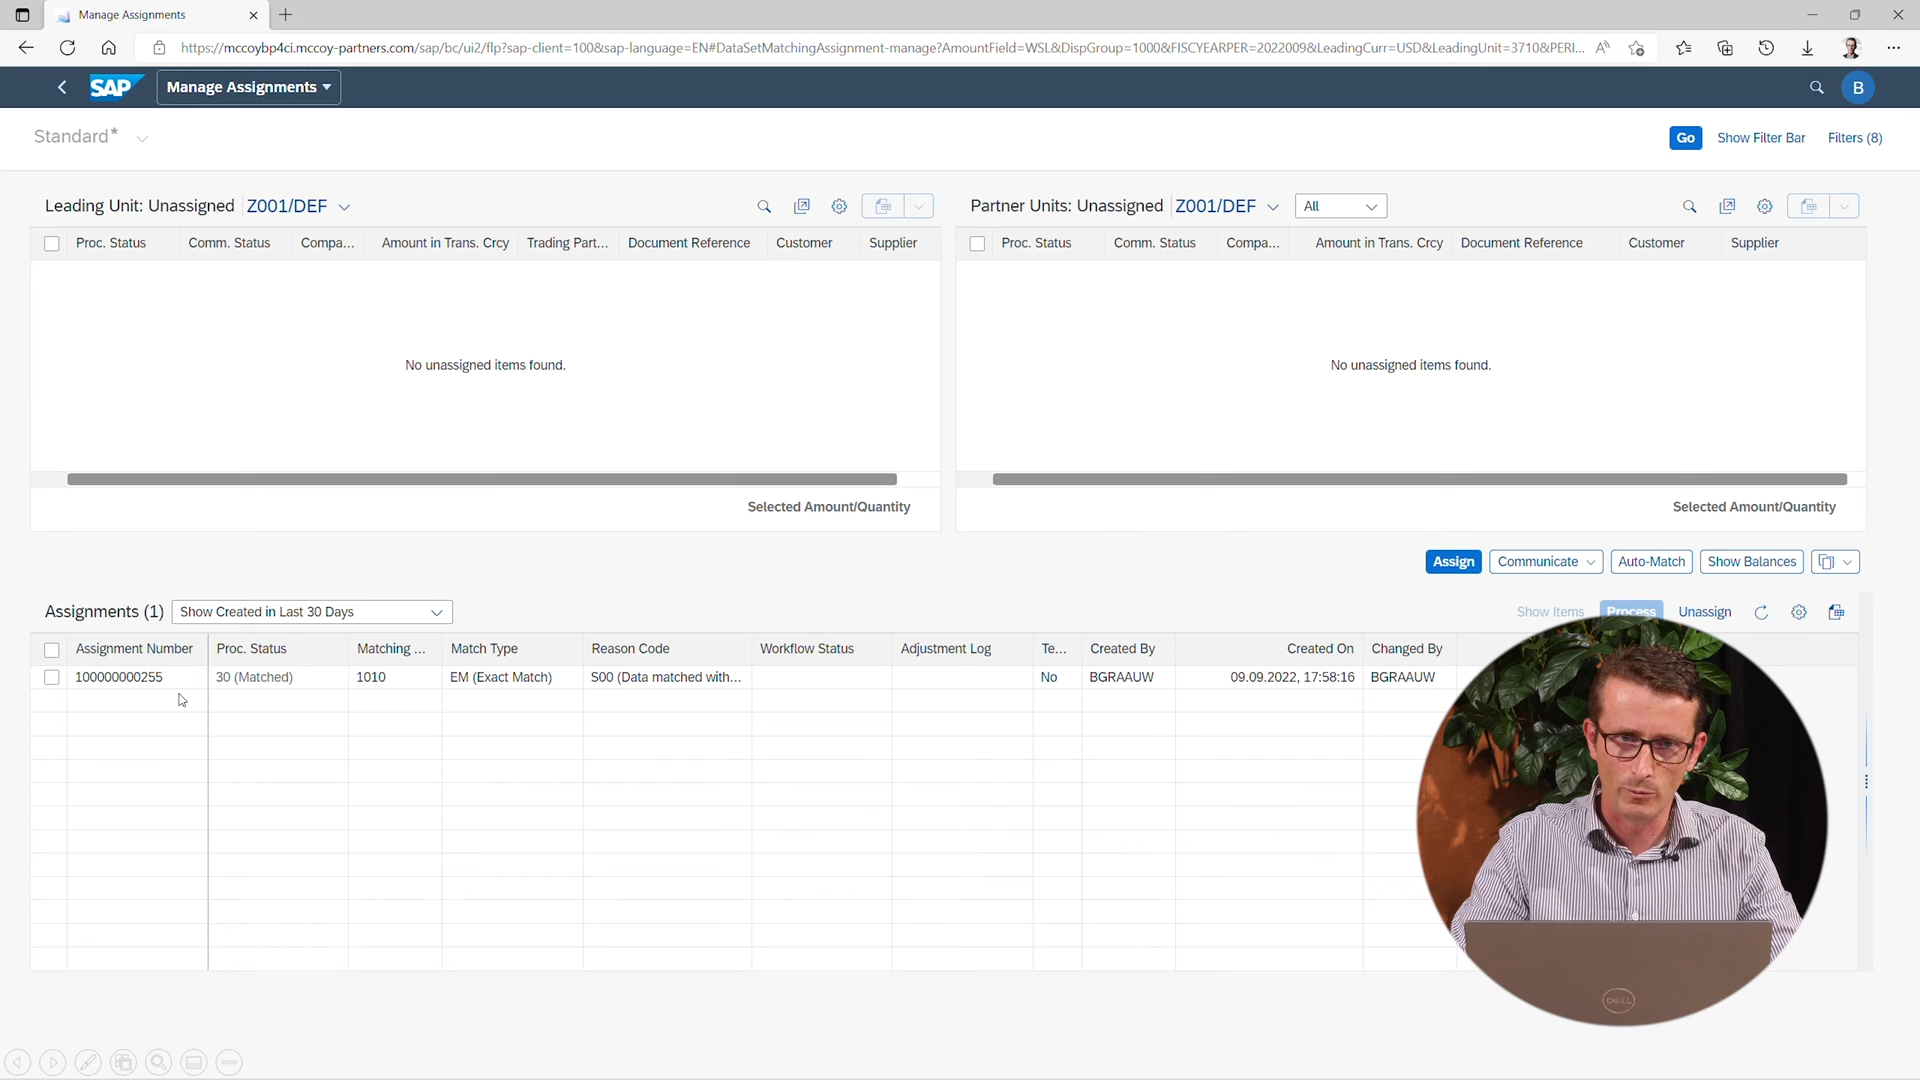 Manage Assignments
https://mccoybp4ci.mccoy-partners.com/sap/bc/ui2/flp?sap-client=100&sap-language=EN#DataSetMatchingAssignment-manage?AmountField=WSL&DispGroup=1000&FISCYEARPER=2022009&LeadingCurr=USD&LeadingUnit=3710&PERI...
SAP Manage Assignments B
Standard* Go Show Filter Bar Filters (8)
Leading Unit: Unassigned Z001/DEF Partner Units: Unassigned Z001/DEF All
Proc. Status Comm. Status Compa... Amount in Trans. Crcy Trading Part... Document Reference Customer Supplier Proc. Status Comm. Status Compa... Amount in Trans. Crcy Document Reference Customer Supplier
No unassigned items found. No unassigned items found.
Selected Amount/Quantity Selected Amount/Quantity
Assign Communicate Auto-Match Show Balances
Assignments (1) Show Created in Last 30 Days Show Items Process Unassign
Assignment Number Proc. Status Matching ... Match Type Reason Code Workflow Status Adjustment Log Te... Created By Created On Changed By
100000000255 30 (Matched) 1010 EM (Exact Match) S00 (Data matched with... No BGRAAUW 09.09.2022, 17:58:16 BGRAAUW
DELL